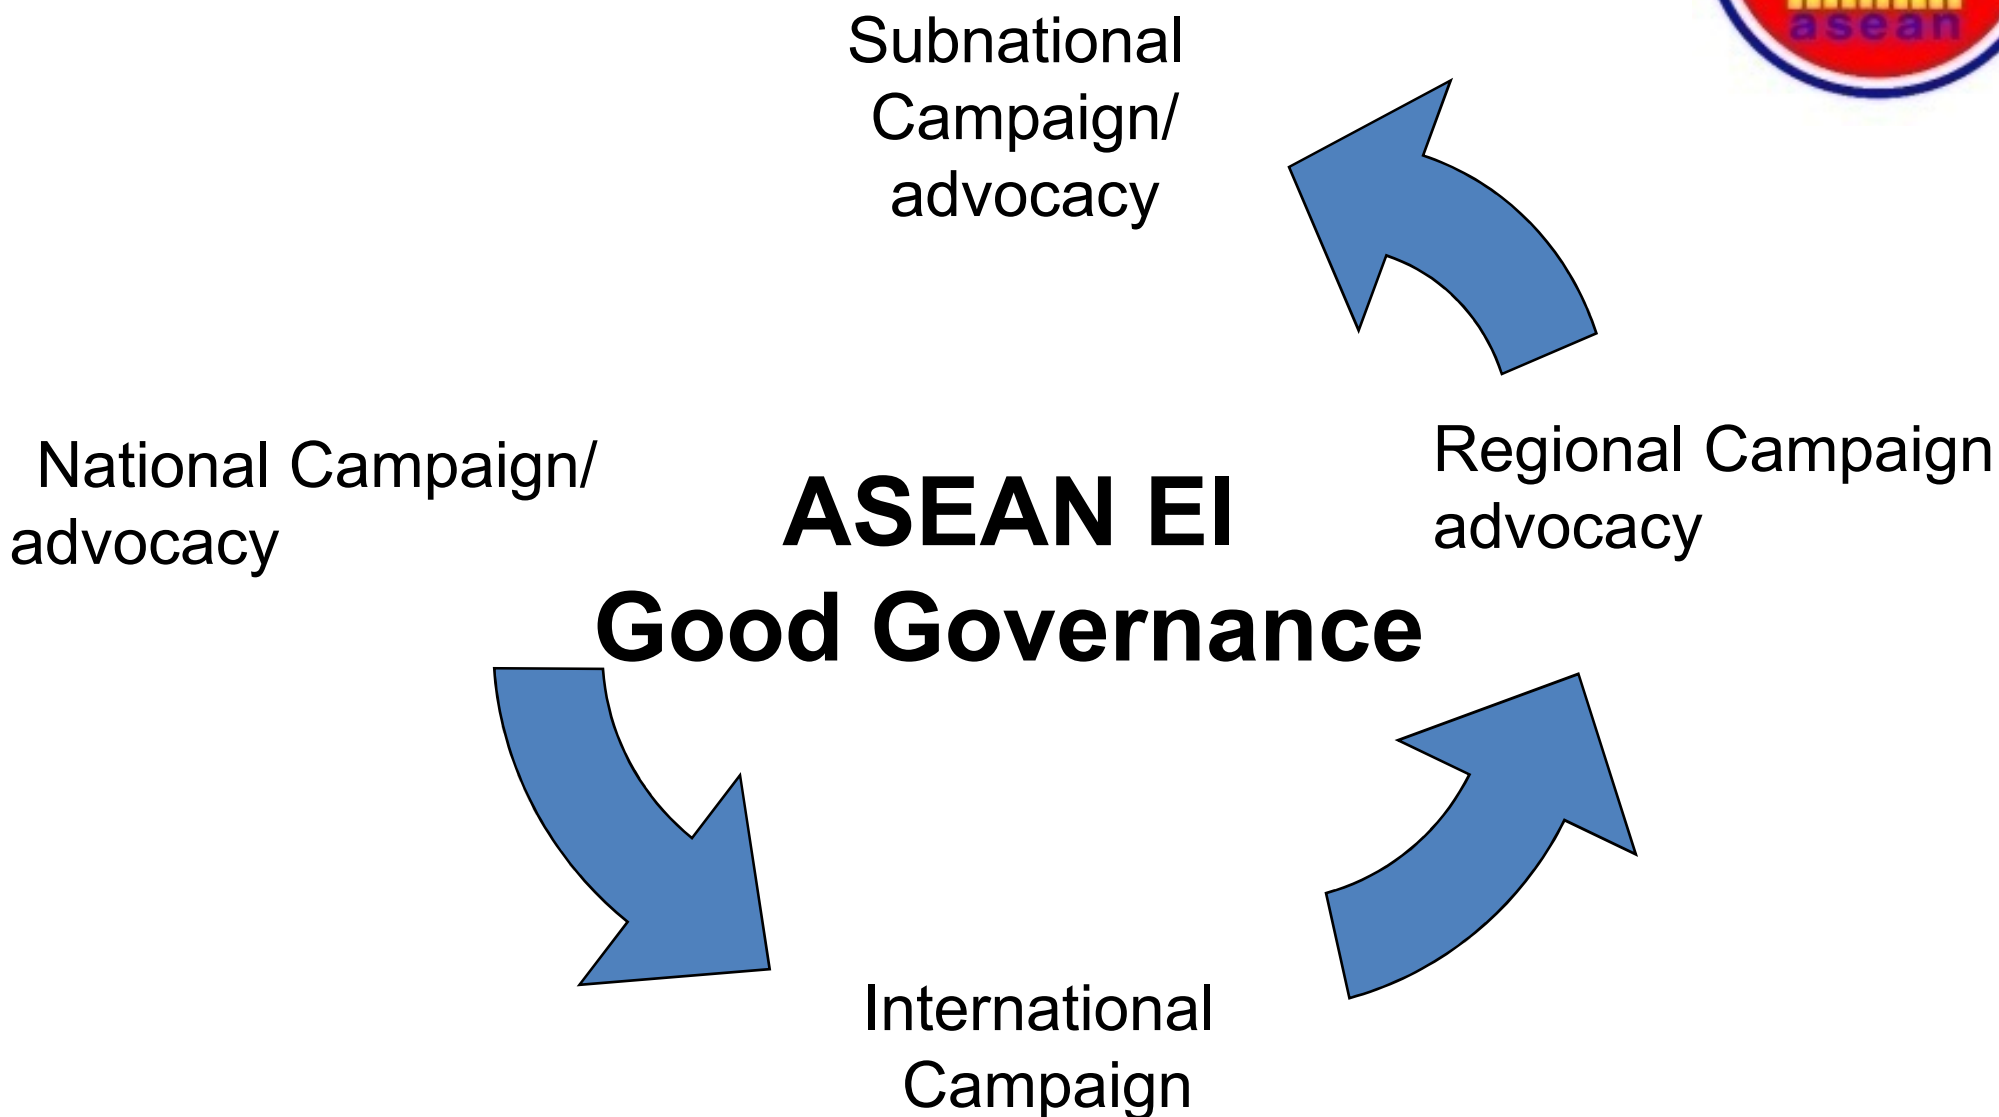 asean
Subnational
Campaign/
advocacy
National Campaign/
advocacy
ASEAN EI
Good Governance
Regional Campaign
advocacy
International
Campaign